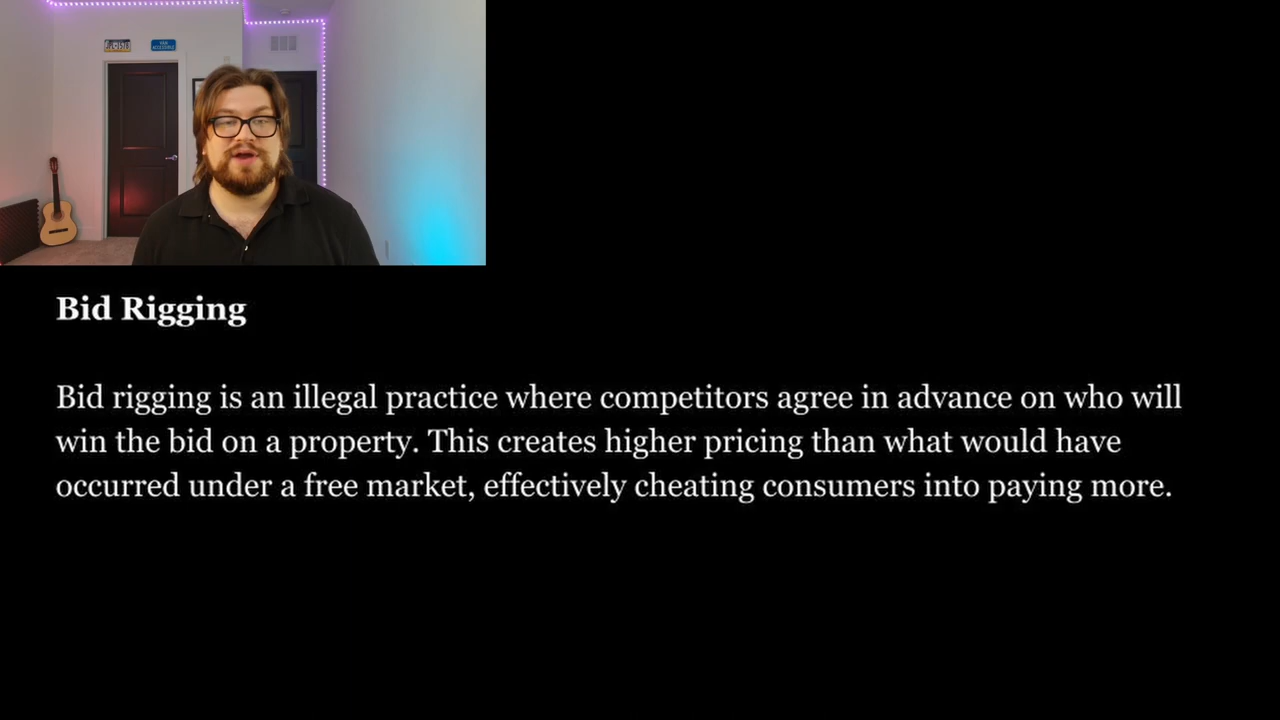 Bid Rigging
Bid rigging is an illegal practice where competitors agree in advance on who will
win the bid on a property. This creates higher pricing than what would have
occurred under a free market, effectively cheating consumers into paying more.